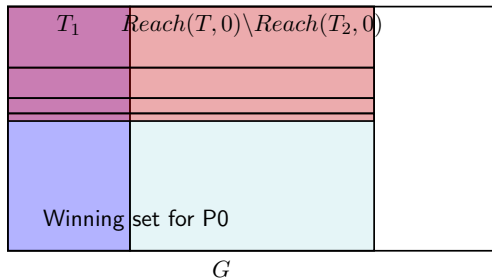 T₁ Reach(T, 0)\Reach(T₂, 0)
Winning set for P0
G